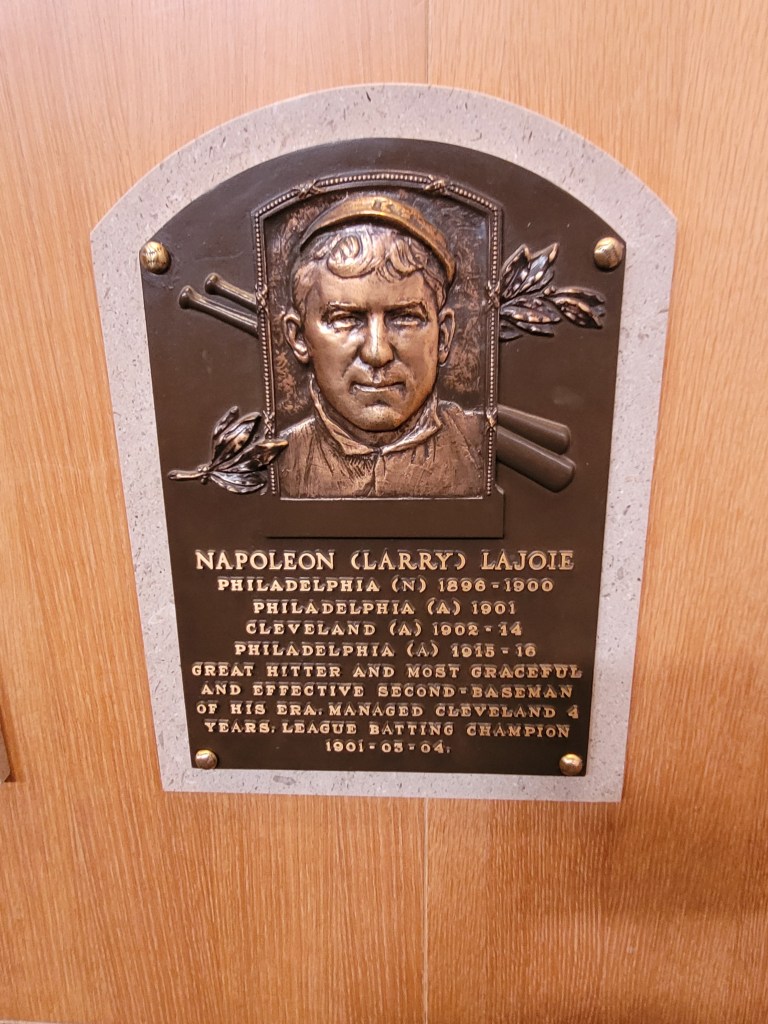 NAPOLEON (LARRY) LAJOIE
PHILADELPHIA (N) 1896-1900
PHILADELPHIA (A) 1901
CLEVELAND (A) 1902-14
PHILADELPHIA (A) 1915-16
GREAT HITTER AND MOST GRACEFUL
AND EFFECTIVE SECOND-BASEMAN
OF HIS ERA. MANAGED CLEVELAND 4
YEARS. LEAGUE BATTING CHAMPION
1901-03-04.